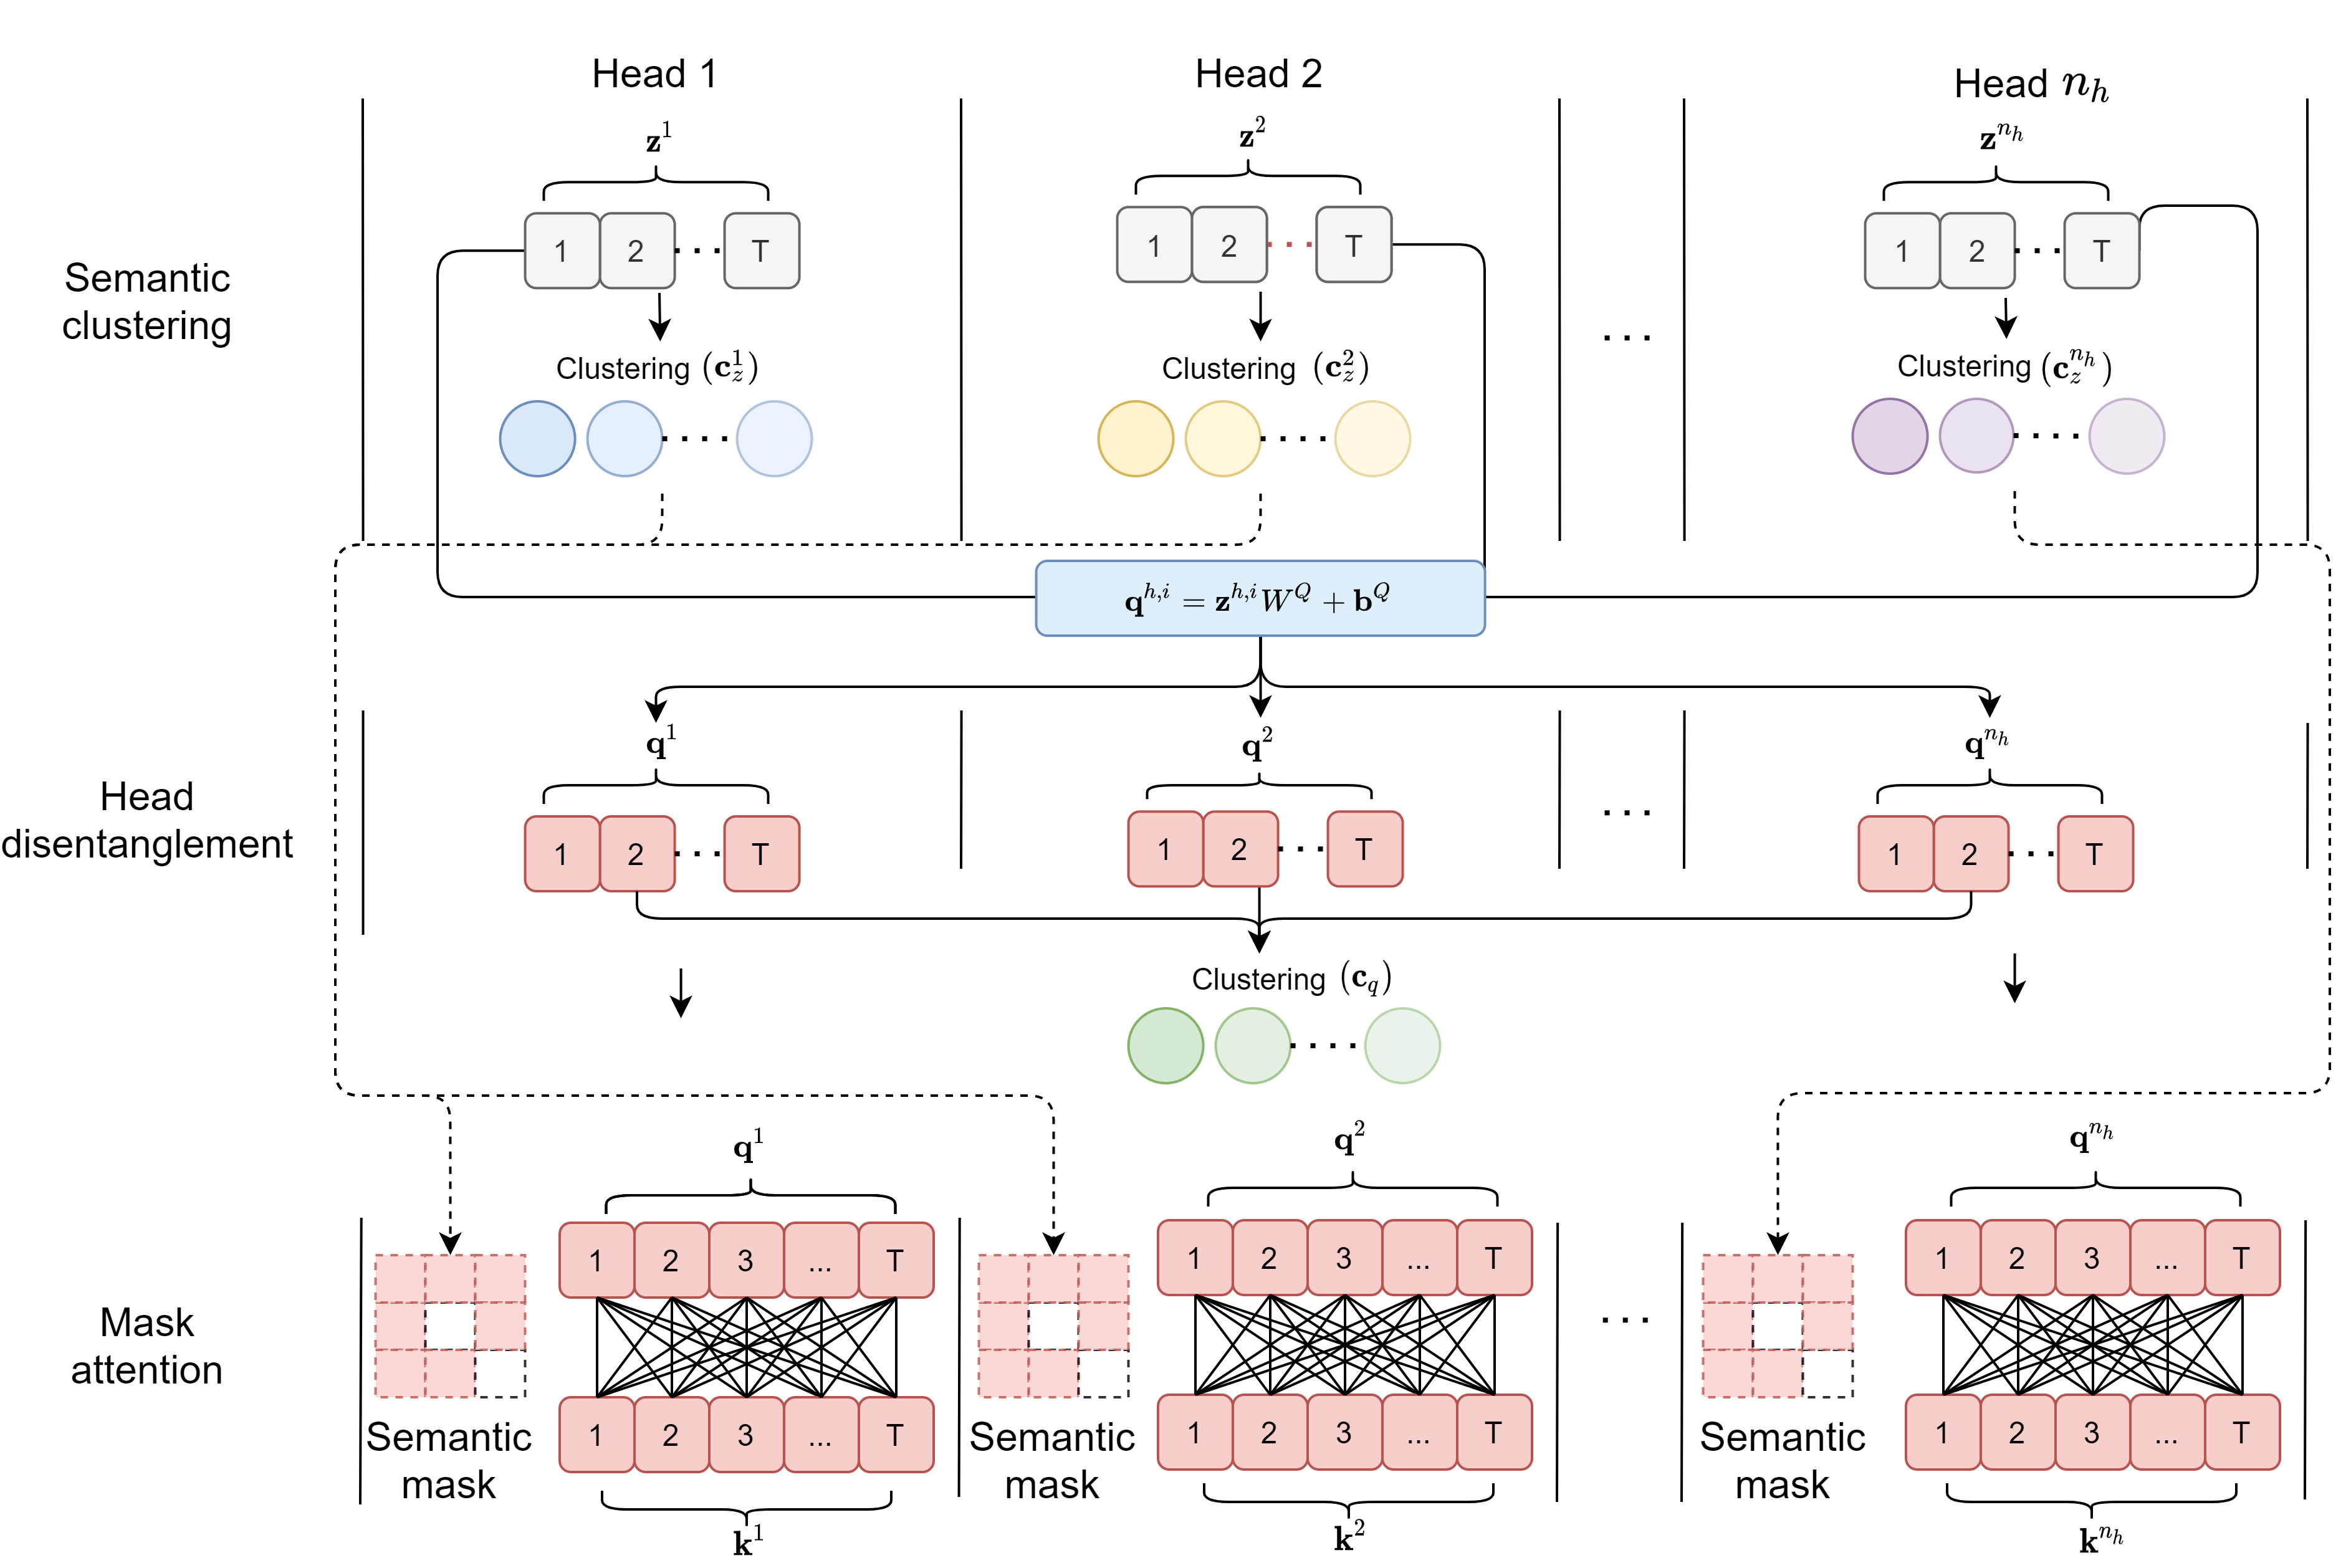 Head 1
Head 2
Head $n_h$
$\mathbf{z}^1$
$\mathbf{z}^2$
$\mathbf{z}^{n_h}$
1 2 ... T
1 2 ... T
1 2 ... T
Semantic
clustering
Clustering $(\mathbf{c}_z^1)$
Clustering $(\mathbf{c}_z^2)$
...
Clustering $(\mathbf{c}_z^{n_h})$
$\mathbf{q}^{h,i} = \mathbf{z}^{h,i} W^Q + \mathbf{b}^Q$
$\mathbf{q}^1$
$\mathbf{q}^2$
$\mathbf{q}^{n_h}$
Head
disentanglement
1 2 ... T
1 2 ... T
...
1 2 ... T
Clustering $(\mathbf{c}_q)$
$\mathbf{q}^1$
$\mathbf{q}^2$
$\mathbf{q}^{n_h}$
1 2 3 ... T
1 2 3 ... T
1 2 3 ... T
Mask
attention
...
1 2 3 ... T
1 2 3 ... T
1 2 3 ... T
Semantic
mask
Semantic
mask
Semantic
mask
$\mathbf{k}^1$
$\mathbf{k}^2$
$\mathbf{k}^{n_h}$